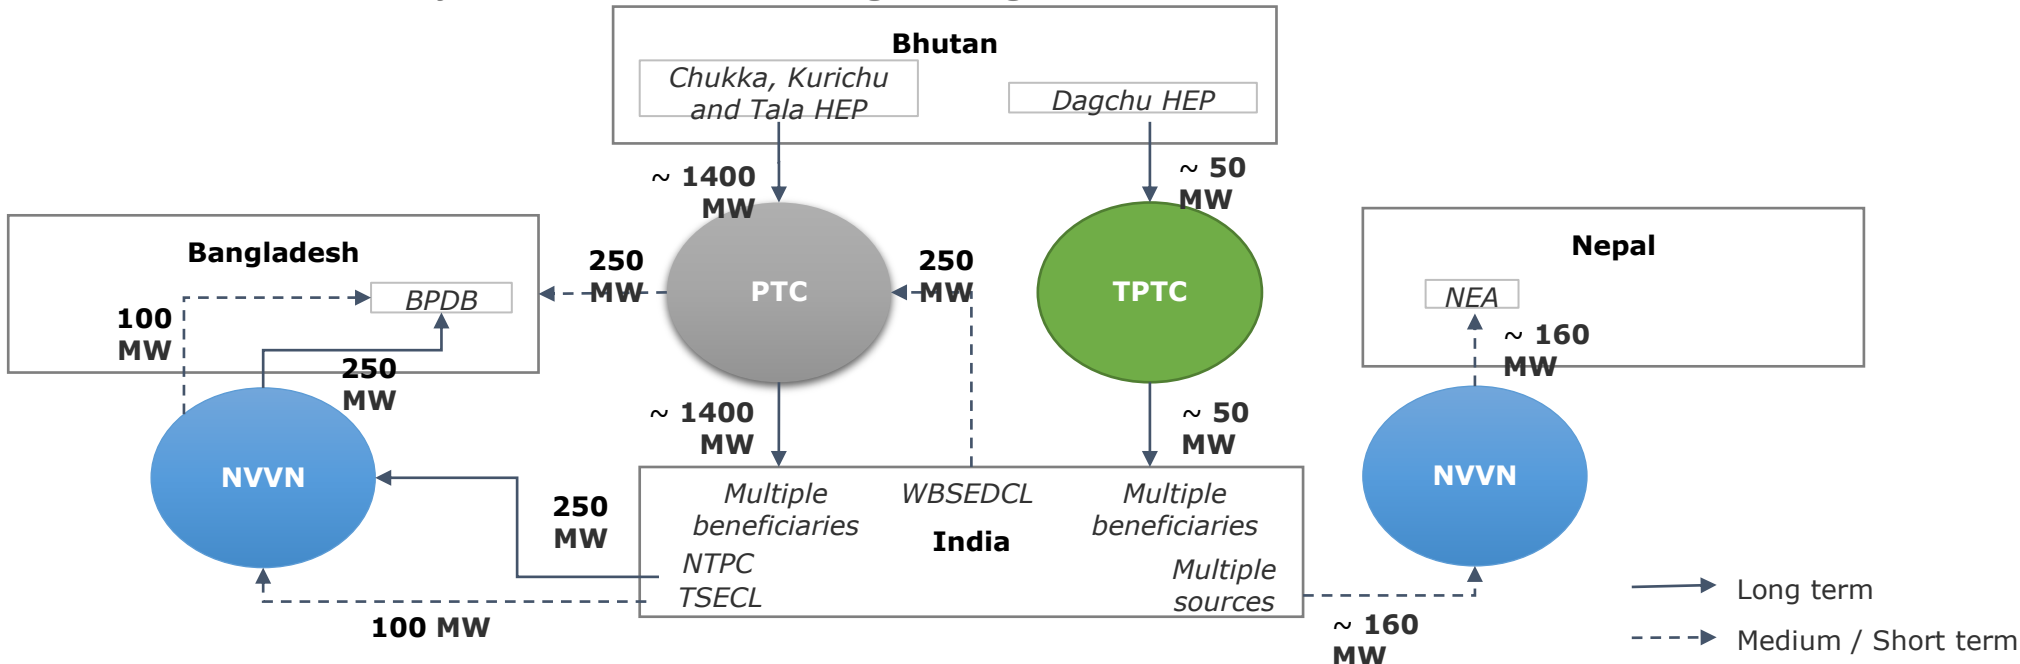 Bhutan
Chukka, Kurichu
and Tala HEP
Dagchu HEP
~ 1400
MW
~ 50
MW
Bangladesh
BPDB
100
MW
250
MW
250
MW
PTC
250
MW
TPTC
Nepal
NEA
~ 160
MW
NVVN
~ 1400
MW
~ 50
MW
NVVN
250
MW
Multiple
beneficiaries
WBSEDCL
Multiple
beneficiaries
India
NTPC
TSECL
Multiple
sources
100 MW
~ 160
MW
Long term
Medium / Short term